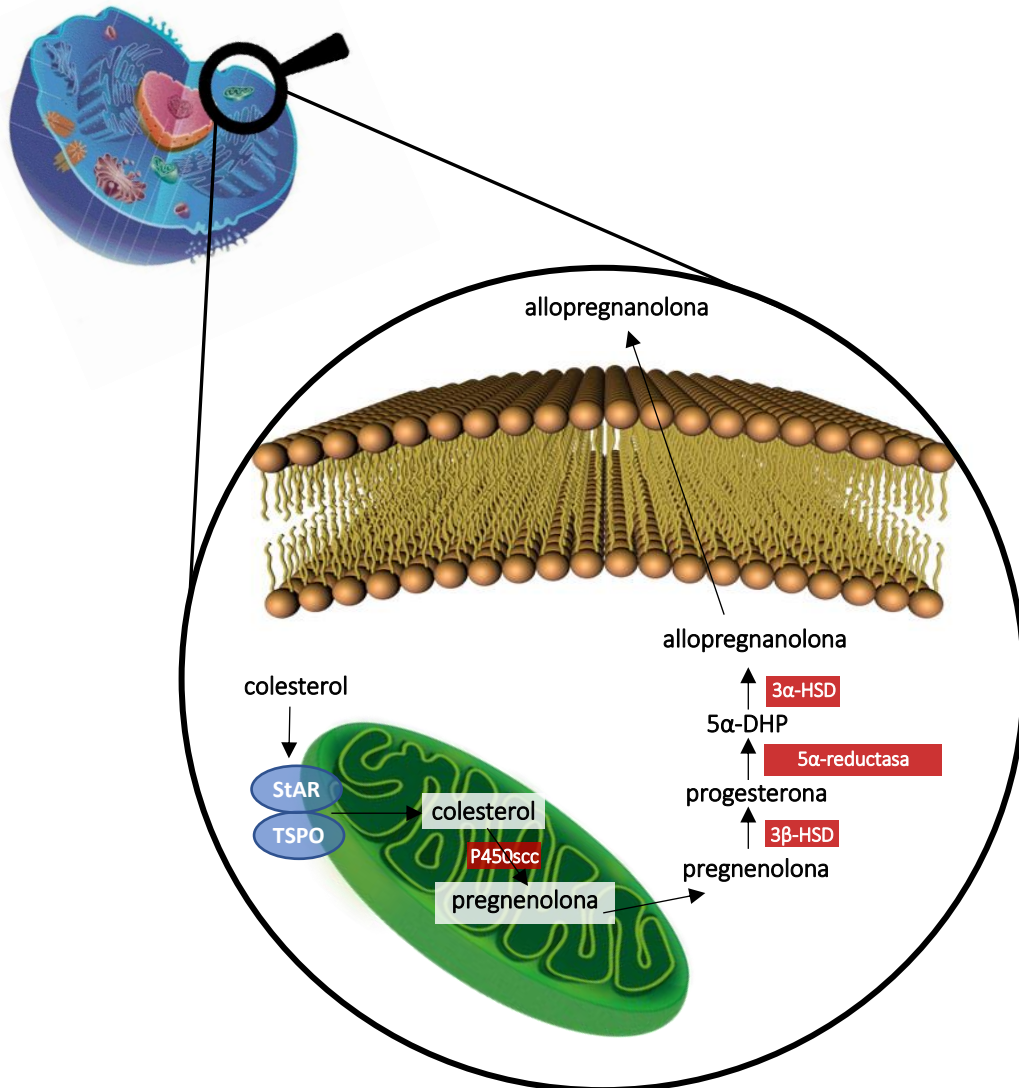 allopregnanolona
allopregnanolona
3α-HSD
5α-DHP
5α-reductasa
progesterona
3β-HSD
pregnenolona
colesterol
StAR
TSPO
colesterol
P450scc
pregnenolona